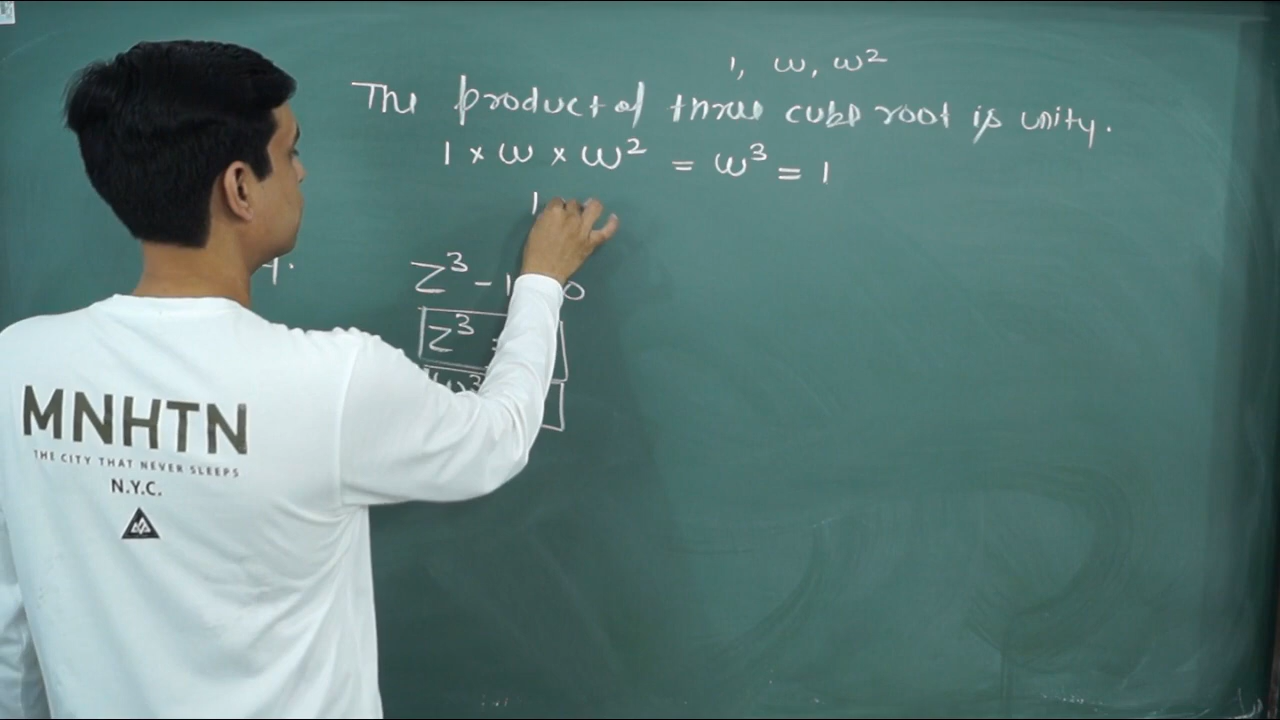 1, ω, ω²
The product of three cube root is unity.
1 × ω × ω² = ω³ = 1
1
y.
Z³ - 1 0
Z³ =
MNHTN
THE CITY THAT NEVER SLEEPS
N.Y.C.